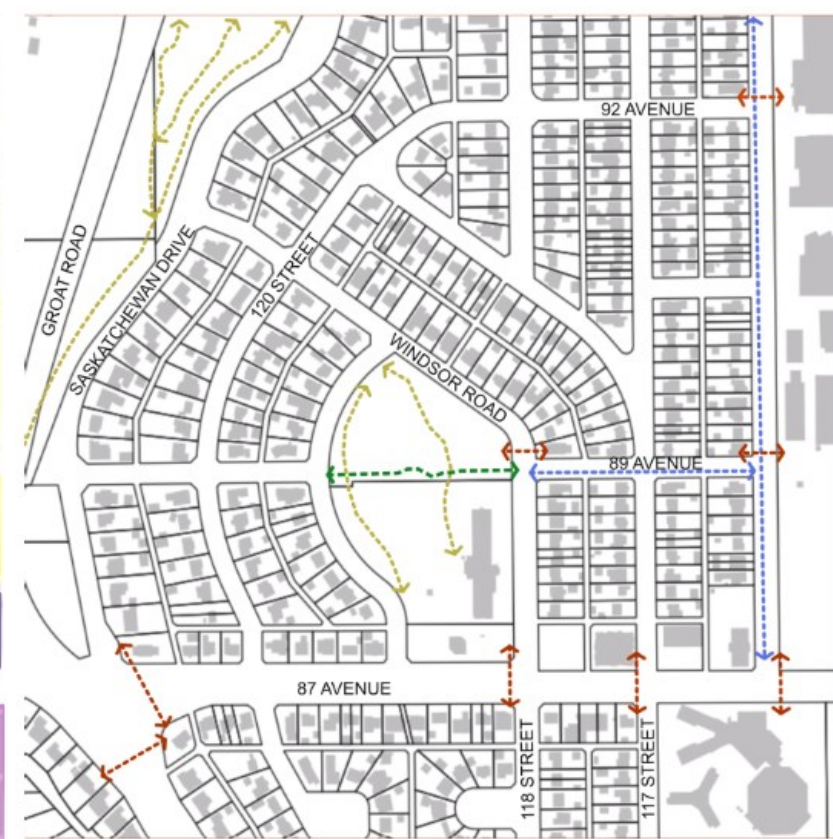 92 AVENUE
GROAT ROAD
SASKATCHEWAN DRIVE
120 STREET
WINDSOR ROAD
89 AVENUE
87 AVENUE
118 STREET
117 STREET